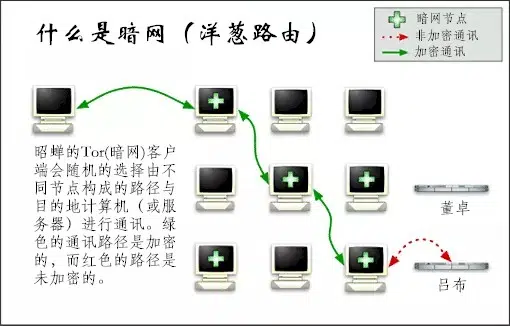 什么是暗网（洋葱路由）
暗网节点
非加密通讯
加密通讯
昭蝉的Tor(暗网)客户
端会随机的选择由不
同节点构成的路径与
目的地计算机（或服
务器）进行通讯。绿
色的通讯路径是加密
的，而红色的路径是
未加密的。
董卓
吕布